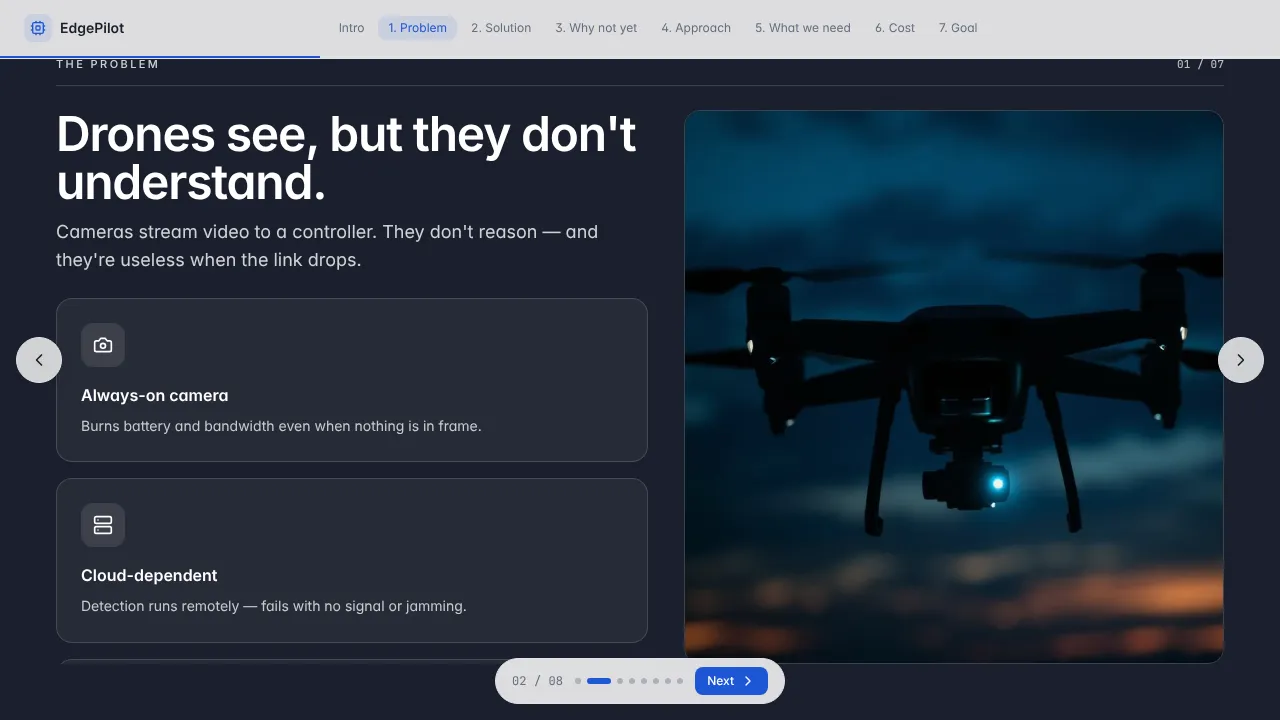 EdgePilot
Intro
1. Problem
2. Solution
3. Why not yet
4. Approach
5. What we need
6. Cost
7. Goal
THE PROBLEM
01 / 07
Drones see, but they don't
understand.
Cameras stream video to a controller. They don't reason — and
they're useless when the link drops.
Always-on camera
Burns battery and bandwidth even when nothing is in frame.
Cloud-dependent
Detection runs remotely — fails with no signal or jamming.
02 / 08
Next